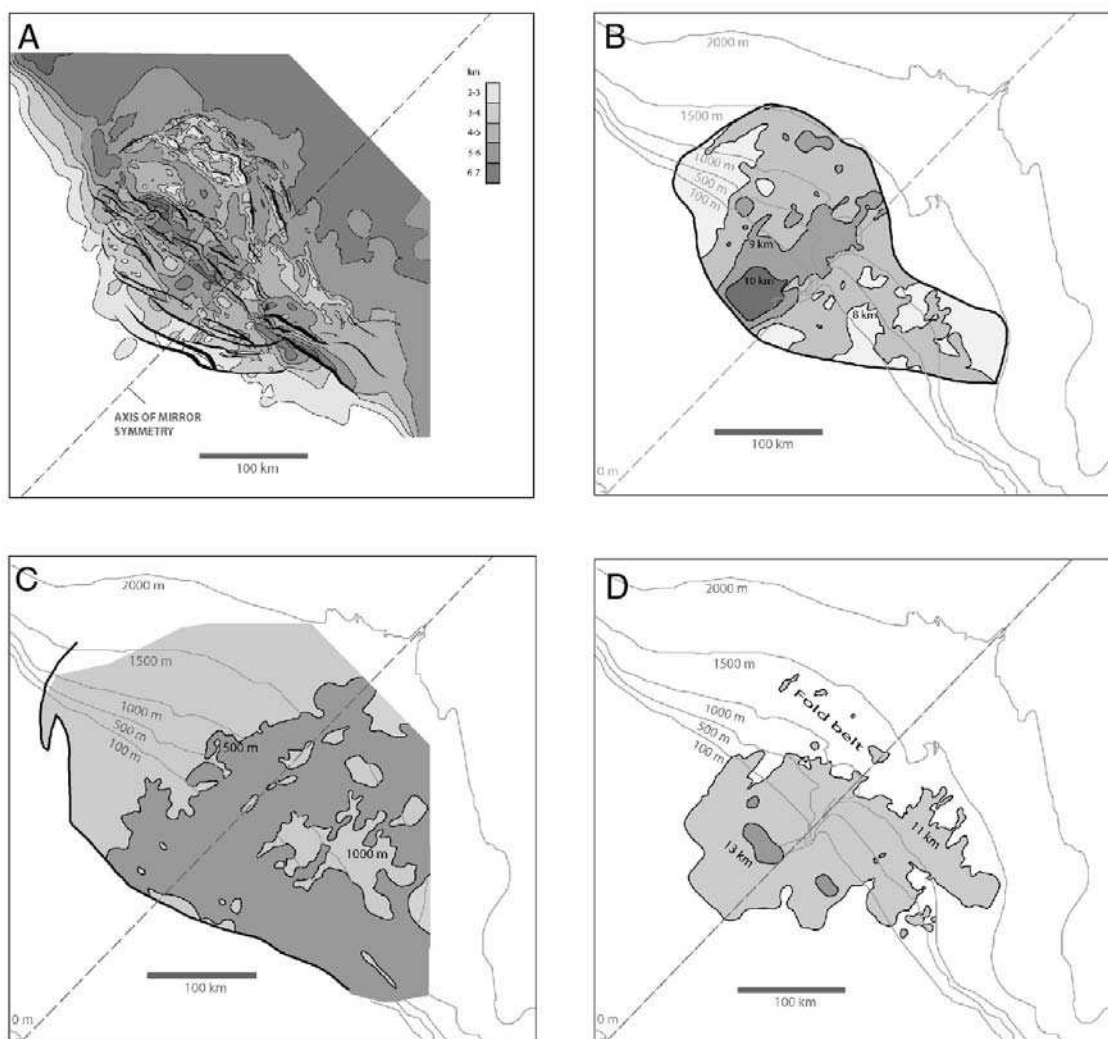 A
km
2-3
3-4
4-5
5-6
6-7
AXIS OF MIRROR
SYMMETRY
100 km
B
2000 m
1500 m
1000 m
500 m
100 m
9 km
10 km
8 km
100 km
0 m
C
2000 m
1500 m
1000 m
500 m
100 m
500 m
1000 m
100 km
0 m
D
2000 m
1500 m
Fold belt
1000 m
500 m
100 m
11 km
13 km
100 km
0 m